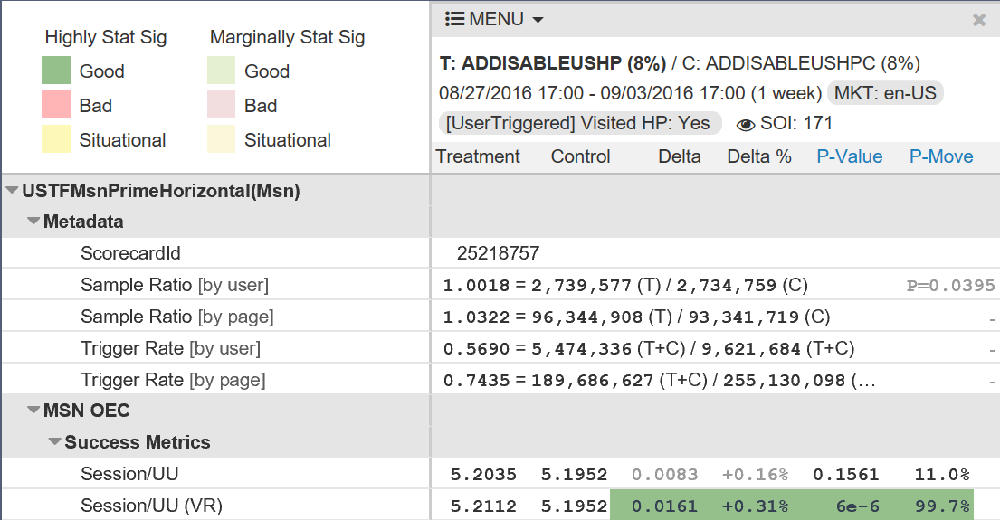 MENU
Highly Stat Sig Marginally Stat Sig
Good Good
Bad Bad
Situational Situational
T: ADDISABLEUSHP (8%) / C: ADDISABLEUSHPC (8%)
08/27/2016 17:00 - 09/03/2016 17:00 (1 week) MKT: en-US
[UserTriggered] Visited HP: Yes SOI: 171
Treatment Control Delta Delta % P-Value P-Move
USTFMsnPrimeHorizontal(Msn)
Metadata
ScorecardId 25218757
Sample Ratio [by user] 1.0018 = 2,739,577 (T) / 2,734,759 (C) P=0.0395
Sample Ratio [by page] 1.0322 = 96,344,908 (T) / 93,341,719 (C) -
Trigger Rate [by user] 0.5690 = 5,474,336 (T+C) / 9,621,684 (T+C) -
Trigger Rate [by page] 0.7435 = 189,686,627 (T+C) / 255,130,098 (... -
MSN OEC
Success Metrics
Session/UU 5.2035 5.1952 0.0083 +0.16% 0.1561 11.0%
Session/UU (VR) 5.2112 5.1952 0.0161 +0.31% 6e-6 99.7%